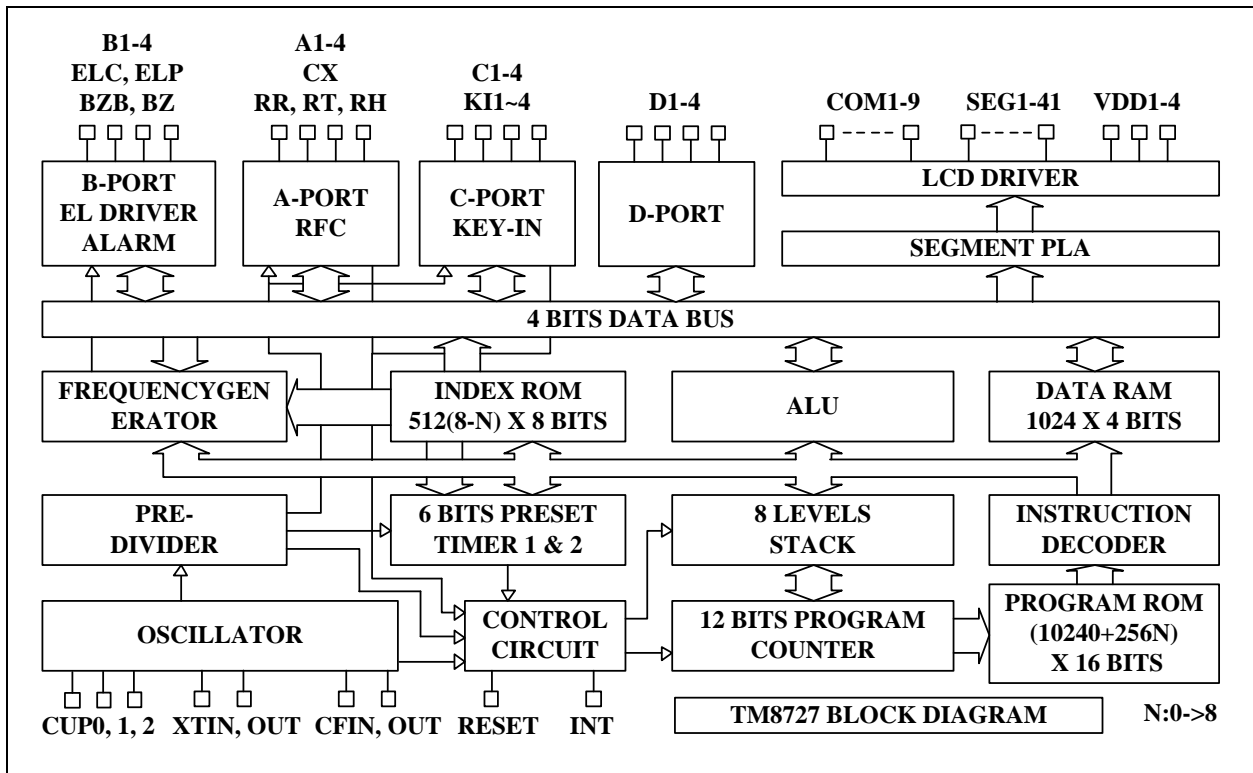 B1-4
ELC, ELP
BZB, BZ
A1-4
CX
RR, RT, RH
C1-4
KI1~4
D1-4
COM1-9
SEG1-41
VDD1-4
B-PORT
EL DRIVER
ALARM
A-PORT
RFC
C-PORT
KEY-IN
D-PORT
LCD DRIVER
SEGMENT PLA
4 BITS DATA BUS
FREQUENCYGEN
ERATOR
INDEX ROM
512(8-N) X 8 BITS
ALU
DATA RAM
1024 X 4 BITS
PRE-
DIVIDER
6 BITS PRESET
TIMER 1 & 2
8 LEVELS
STACK
INSTRUCTION
DECODER
OSCILLATOR
CONTROL
CIRCUIT
12 BITS PROGRAM
COUNTER
PROGRAM ROM
(10240+256N)
X 16 BITS
CUP0, 1, 2
XTIN, OUT
CFIN, OUT
RESET
INT
TM8727 BLOCK DIAGRAM
N:0->8